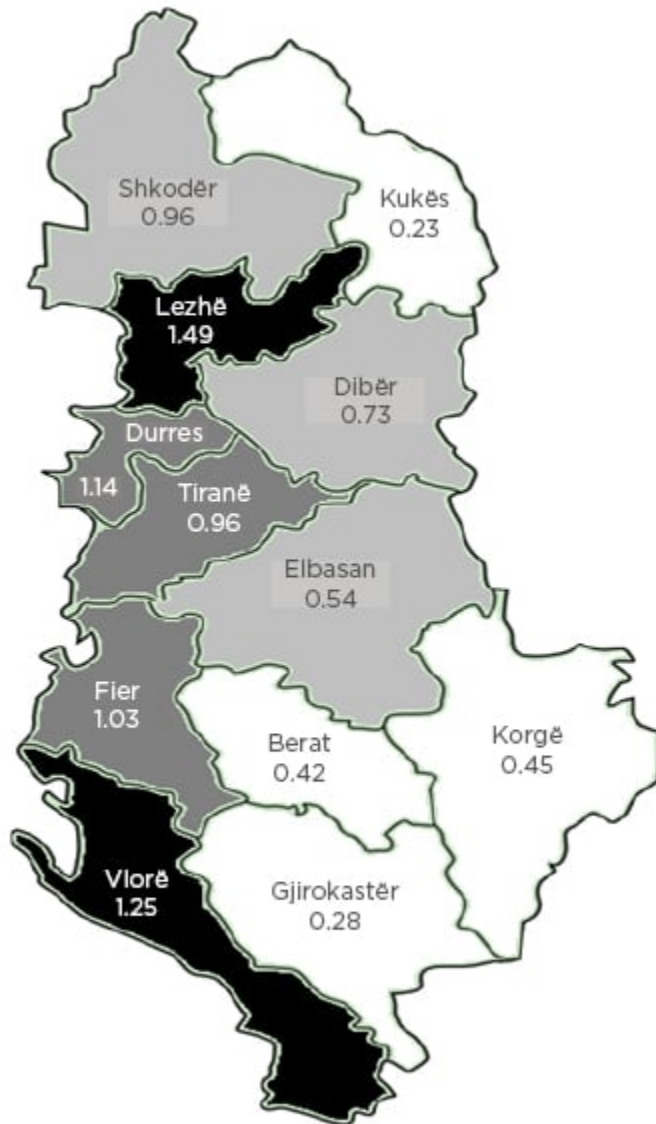 Shkodër
0.96
Kukës
0.23
Lezhë
1.49
Dibër
0.73
Durres
1.14
Tiranë
0.96
Elbasan
0.54
Fier
1.03
Berat
0.42
Korgë
0.45
Vlorë
1.25
Gjirokastër
0.28